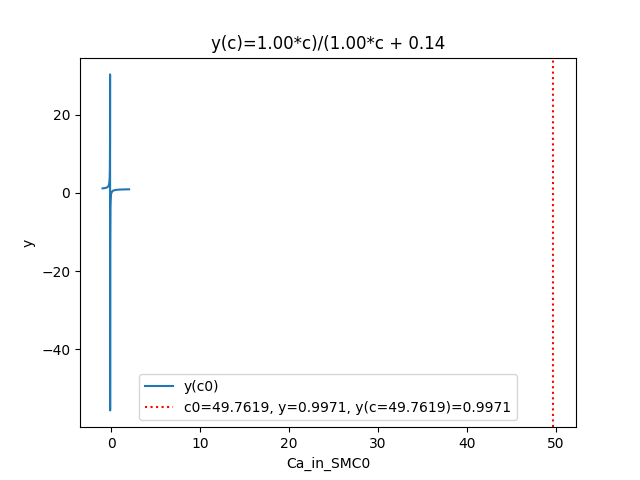 y(c)=1.00*c)/(1.00*c + 0.14
20
0
−20
−40
y
y(c0)
c0=49.7619, y=0.9971, y(c=49.7619)=0.9971
0 10 20 30 40 50
Ca_in_SMC0